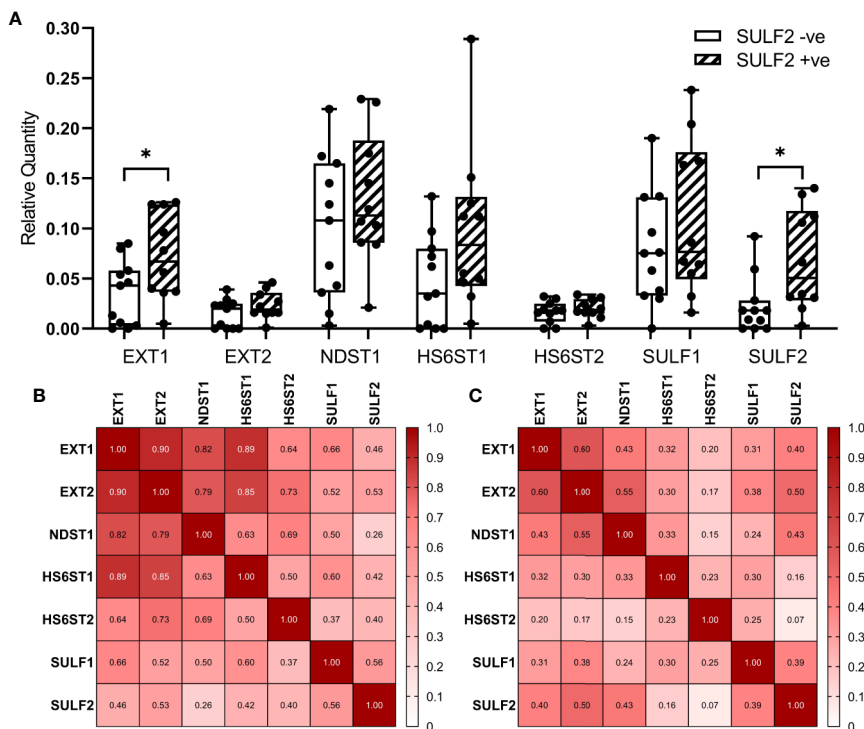 A
SULF2 -ve
SULF2 +ve
Relative Quantity
0.30
0.25
0.20
0.15
0.10
0.05
0.00
*
*
EXT1 EXT2 NDST1 HS6ST1 HS6ST2 SULF1 SULF2
B
EXT1 EXT2 NDST1 HS6ST1 HS6ST2 SULF1 SULF2
EXT1 1.00 0.90 0.82 0.89 0.64 0.66 0.46
EXT2 0.90 1.00 0.79 0.85 0.73 0.52 0.53
NDST1 0.82 0.79 1.00 0.63 0.69 0.50 0.26
HS6ST1 0.89 0.85 0.63 1.00 0.50 0.60 0.42
HS6ST2 0.64 0.73 0.69 0.50 1.00 0.37 0.40
SULF1 0.66 0.52 0.50 0.60 0.37 1.00 0.56
SULF2 0.46 0.53 0.26 0.42 0.40 0.56 1.00
1.0
0.9
0.8
0.7
0.6
0.5
0.4
0.3
0.2
0.1
0
C
EXT1 EXT2 NDST1 HS6ST1 HS6ST2 SULF1 SULF2
EXT1 1.00 0.60 0.43 0.32 0.20 0.31 0.40
EXT2 0.60 1.00 0.55 0.30 0.17 0.38 0.50
NDST1 0.43 0.55 1.00 0.33 0.15 0.24 0.43
HS6ST1 0.32 0.30 0.33 1.00 0.23 0.30 0.16
HS6ST2 0.20 0.17 0.15 0.23 1.00 0.25 0.07
SULF1 0.31 0.38 0.24 0.30 0.25 1.00 0.39
SULF2 0.40 0.50 0.43 0.16 0.07 0.39 1.00
1.0
0.9
0.8
0.7
0.6
0.5
0.4
0.3
0.2
0.1
0